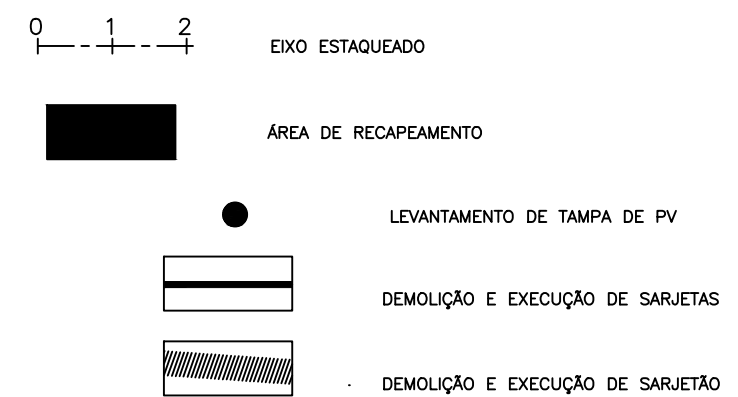 0 1 2
EIXO ESTAQUEADO
ÁREA DE RECAPEAMENTO
LEVANTAMENTO DE TAMPA DE PV
DEMOLIÇÃO E EXECUÇÃO DE SARJETAS
DEMOLIÇÃO E EXECUÇÃO DE SARJETÃO